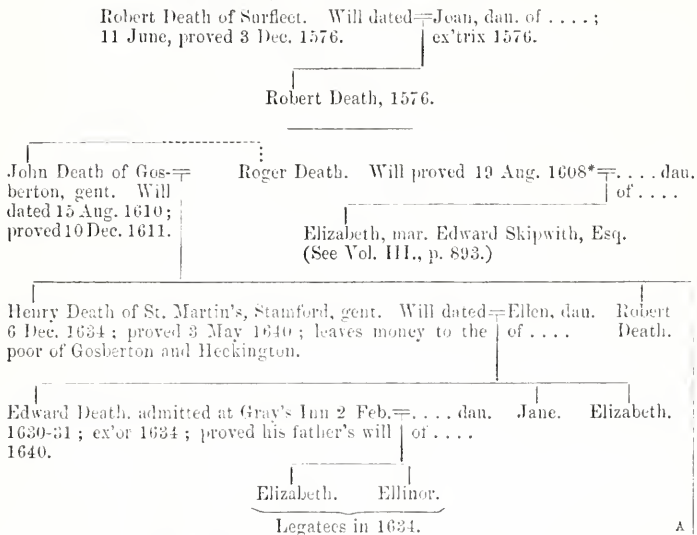 Robert Death of Surfleet. Will dated=Joan, dau. of . . . . ;
11 June, proved 3 Dec. 1576. ex'trix 1576.
Robert Death, 1576.
John Death of Gos-= Roger Death. Will proved 19 Aug. 1608*=. . . . dau.
berton, gent. Will of . . . .
dated 15 Aug. 1610;
proved 10 Dec. 1611. Elizabeth, mar. Edward Skipwith, Esq.
(See Vol. III., p. 893.)
Henry Death of St. Martin's, Stamford, gent. Will dated=Ellen, dau. Robert
6 Dec. 1634; proved 3 May 1640; leaves money to the of . . . . Death.
poor of Gosberton and Heckington.
Edward Death, admitted at Gray's Inn 2 Feb.=. . . . dau. Jane. Elizabeth.
1630-31; ex'or 1634; proved his father's will of . . . .
1640.
Elizabeth. Ellinor.
Legatees in 1634. A